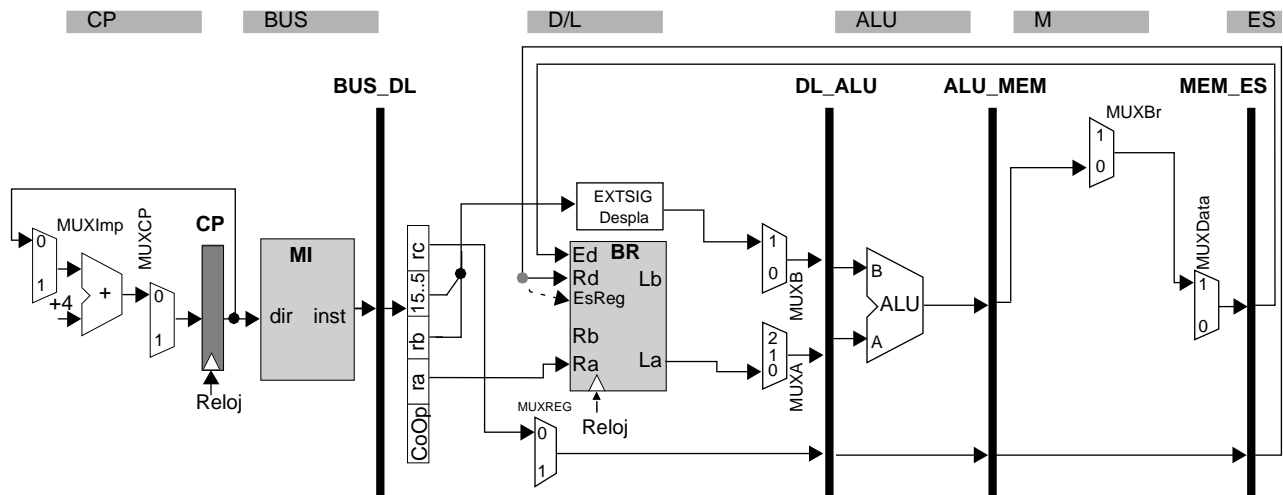 CP BUS D/L ALU M ES
BUS_DL DL_ALU ALU_MEM MEM_ES
MUXBr
1
0
MUXImp
0
1
+4
+
MUXCP
0
1
CP
Reloj
MI
dir inst
rc
15..5
rb
ra
CoOp
EXTSIG
Despla
BR
Ed
Rd
EsReg
Rb
Ra
Lb
La
Reloj
MUXREG
0
1
1
0
MUXB
2
1
0
MUXA
B
ALU
A
MUXData
1
0